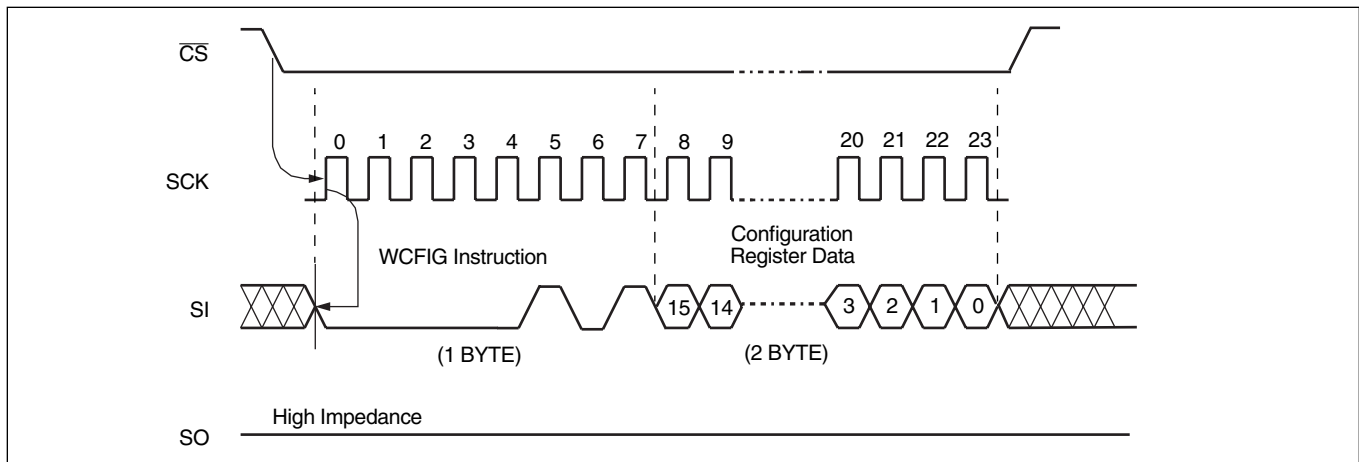 CS
0 1 2 3 4 5 6 7 8 9 20 21 22 23
SCK
WCFIG Instruction
Configuration
Register Data
SI
15 14 3 2 1 0
(1 BYTE) (2 BYTE)
High Impedance
SO